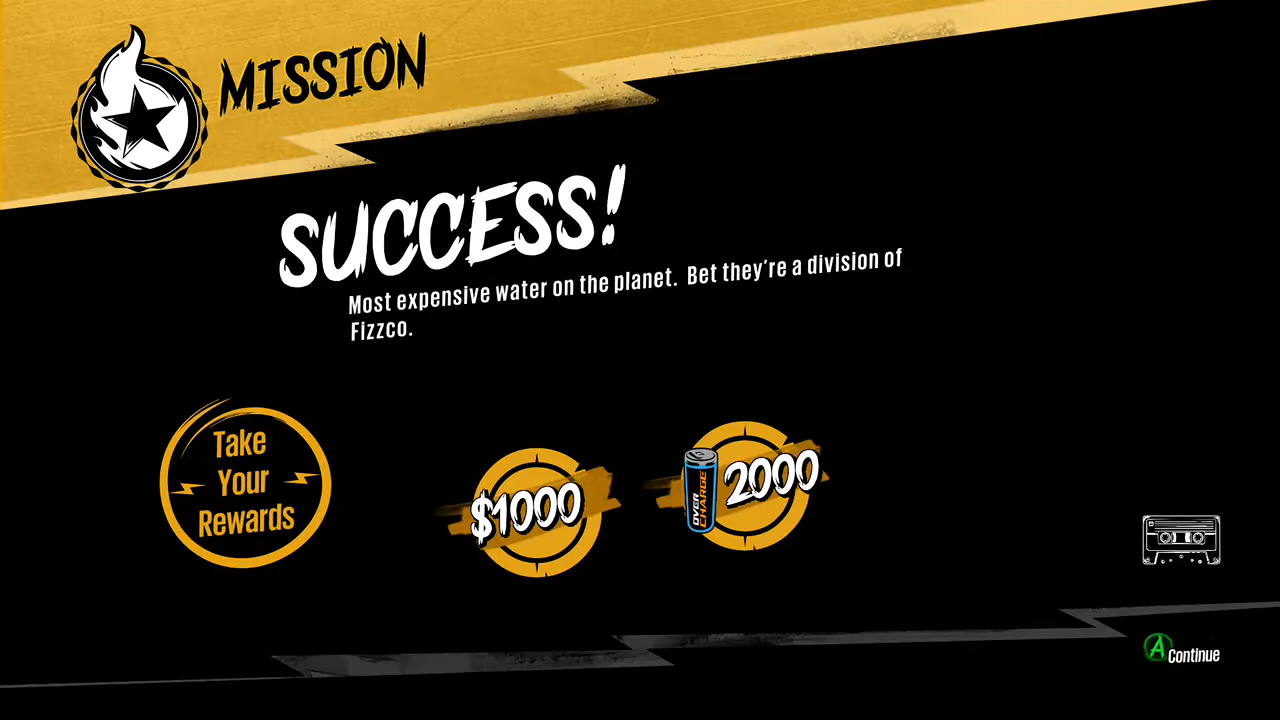 MISSION
SUCCESS!
Most expensive water on the planet. Bet they're a division of
Fizzco.
Take
Your
Rewards
$1000
OVER
CHARGE
2000
A Continue